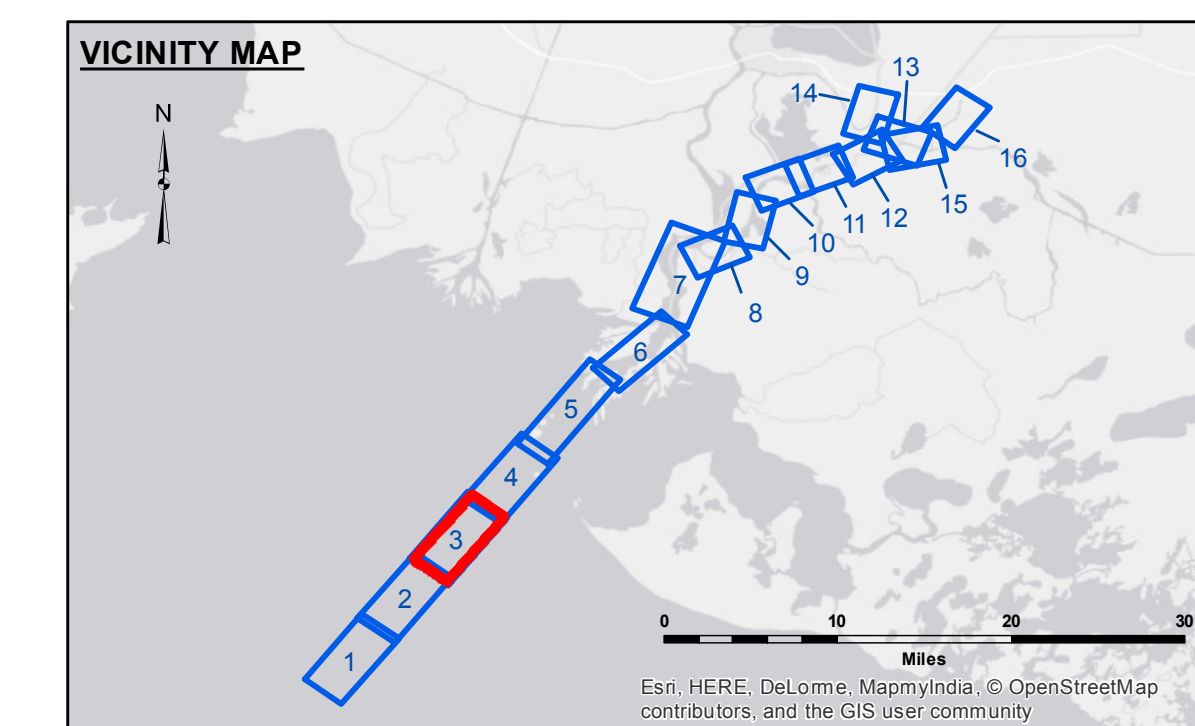 VICINITY MAP
N
13
14
16
15
12
11
10
9
7
8
6
5
4
3
2
1
0 10 20 30
Miles
Esri, HERE, DeLorme, MapmyIndia, © OpenStreetMap
contributors, and the GIS user community